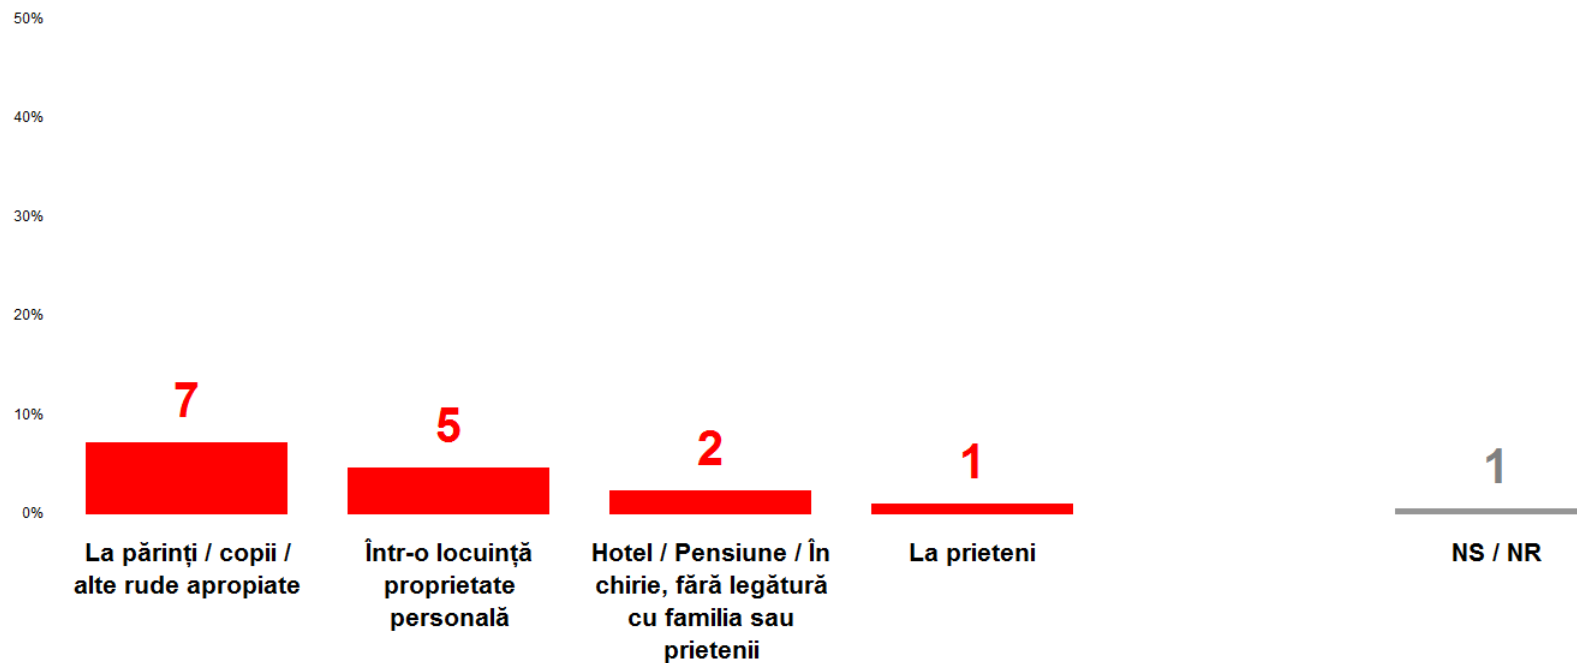 50%
40%
30%
20%
10%
0%
7
5
2
1
1
La părinți / copii /
alte rude apropiate
Într-o locuință
proprietate
personală
Hotel / Pensiune / În
chirie, fără legătură
cu familia sau
prietenii
La prieteni
NS / NR